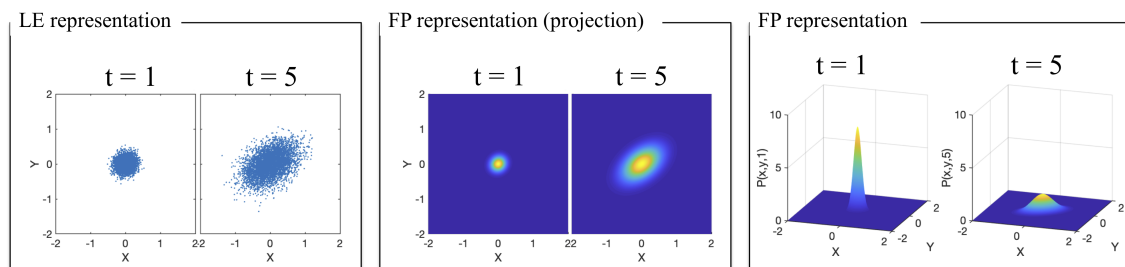 LE representation
t = 1 t = 5
2
1
0
-1
-2
Y
-2 -1 0 1 22 -1 0 1 2
X X
FP representation (projection)
t = 1 t = 5
2
1
0
-1
-2
Y
-2 -1 0 1 22 -1 0 1 2
X X
FP representation
t = 1 t = 5
10
5
0
P(x,y,1)
-2 0 2
X
-2 0 2
Y
10
5
0
P(x,y,5)
-2 0 2
X
-2 0 2
Y